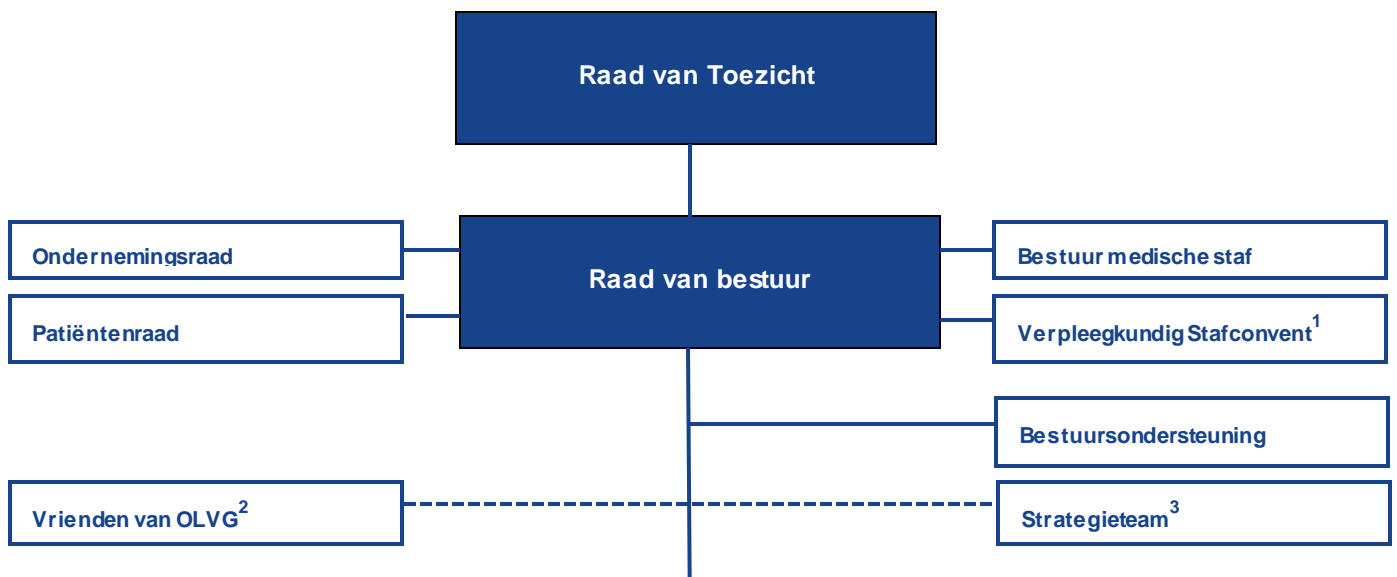 Raad van Toezicht
Ondernemingsraad
Raad van bestuur
Bestuur medische staf
Patiëntenraad
Verpleegkundig Stafconvent¹
Bestuursondersteuning
Vrienden van OLVG²
Strategieteam³